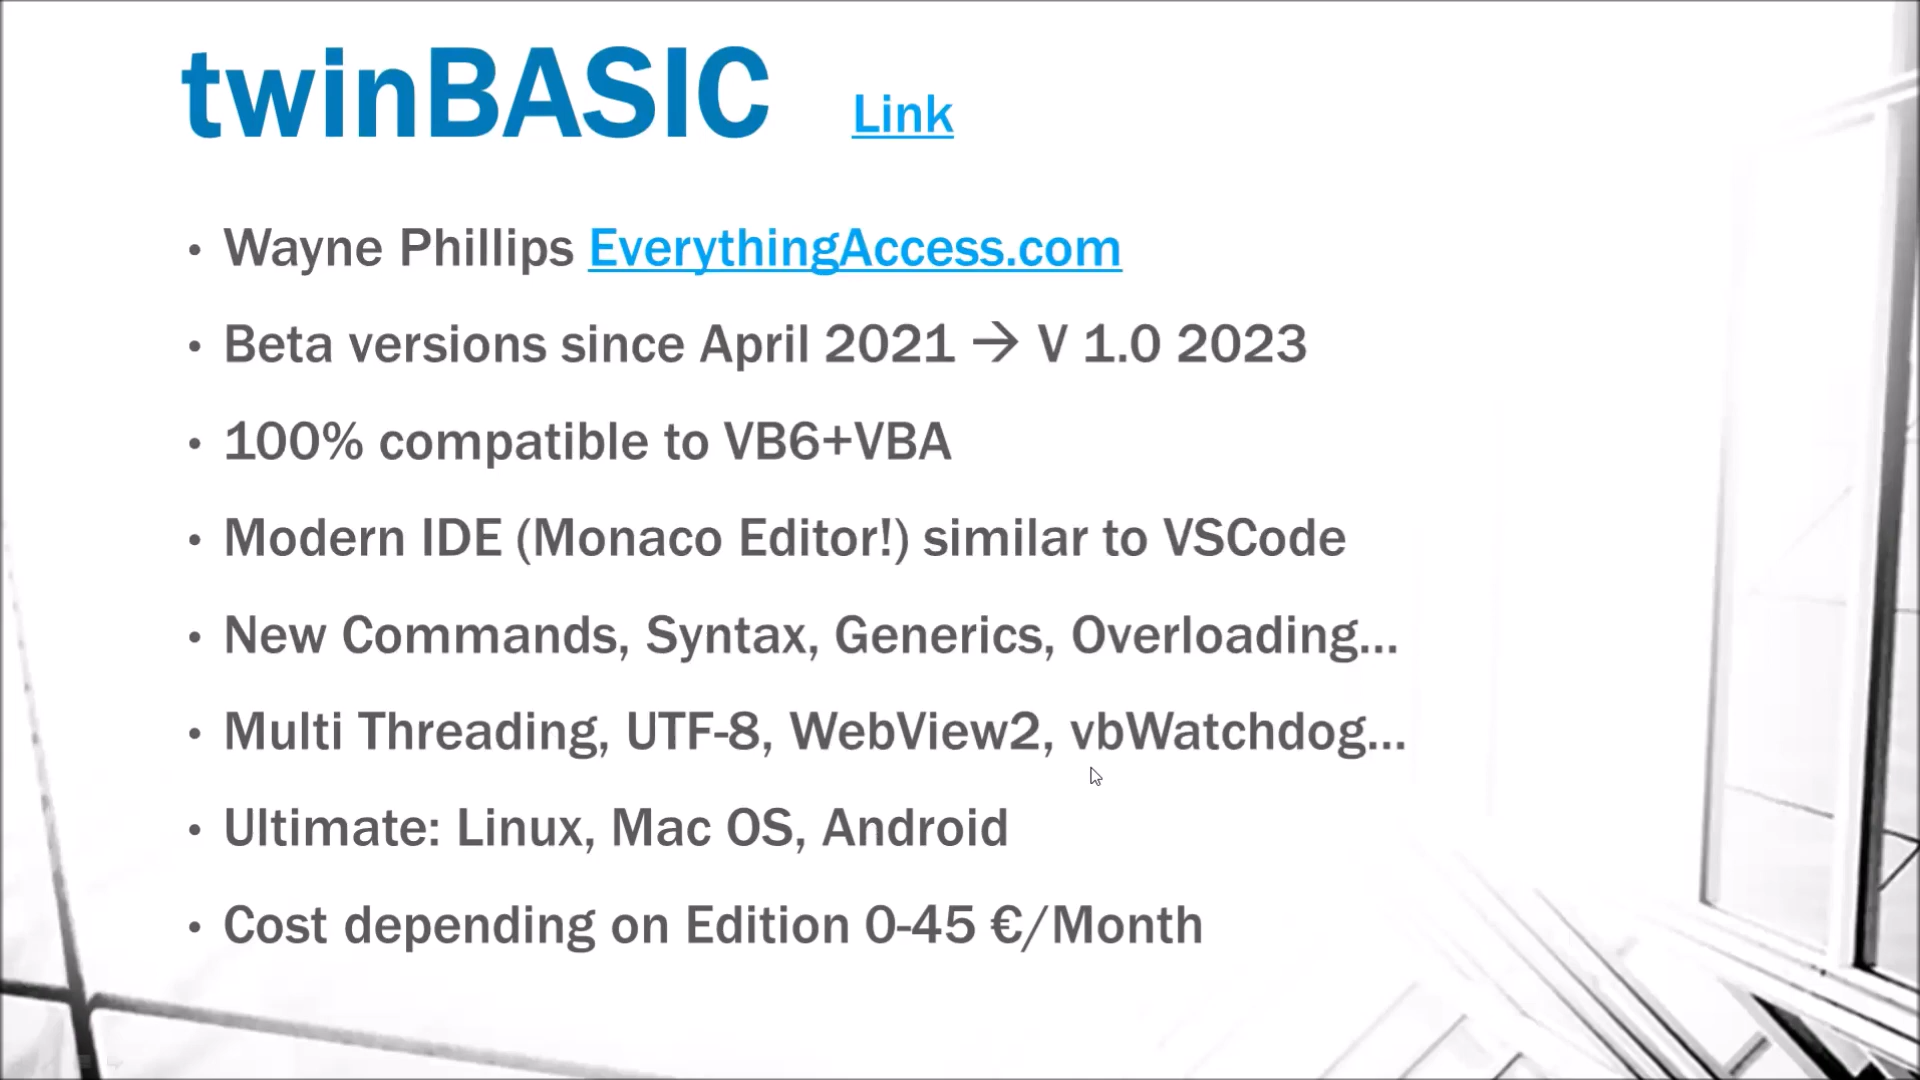 twinBASIC Link
• Wayne Phillips EverythingAccess.com
• Beta versions since April 2021 → V 1.0 2023
• 100% compatible to VB6+VBA
• Modern IDE (Monaco Editor!) similar to VSCode
• New Commands, Syntax, Generics, Overloading...
• Multi Threading, UTF-8, WebView2, vbWatchdog...
• Ultimate: Linux, Mac OS, Android
• Cost depending on Edition 0-45 €/Month